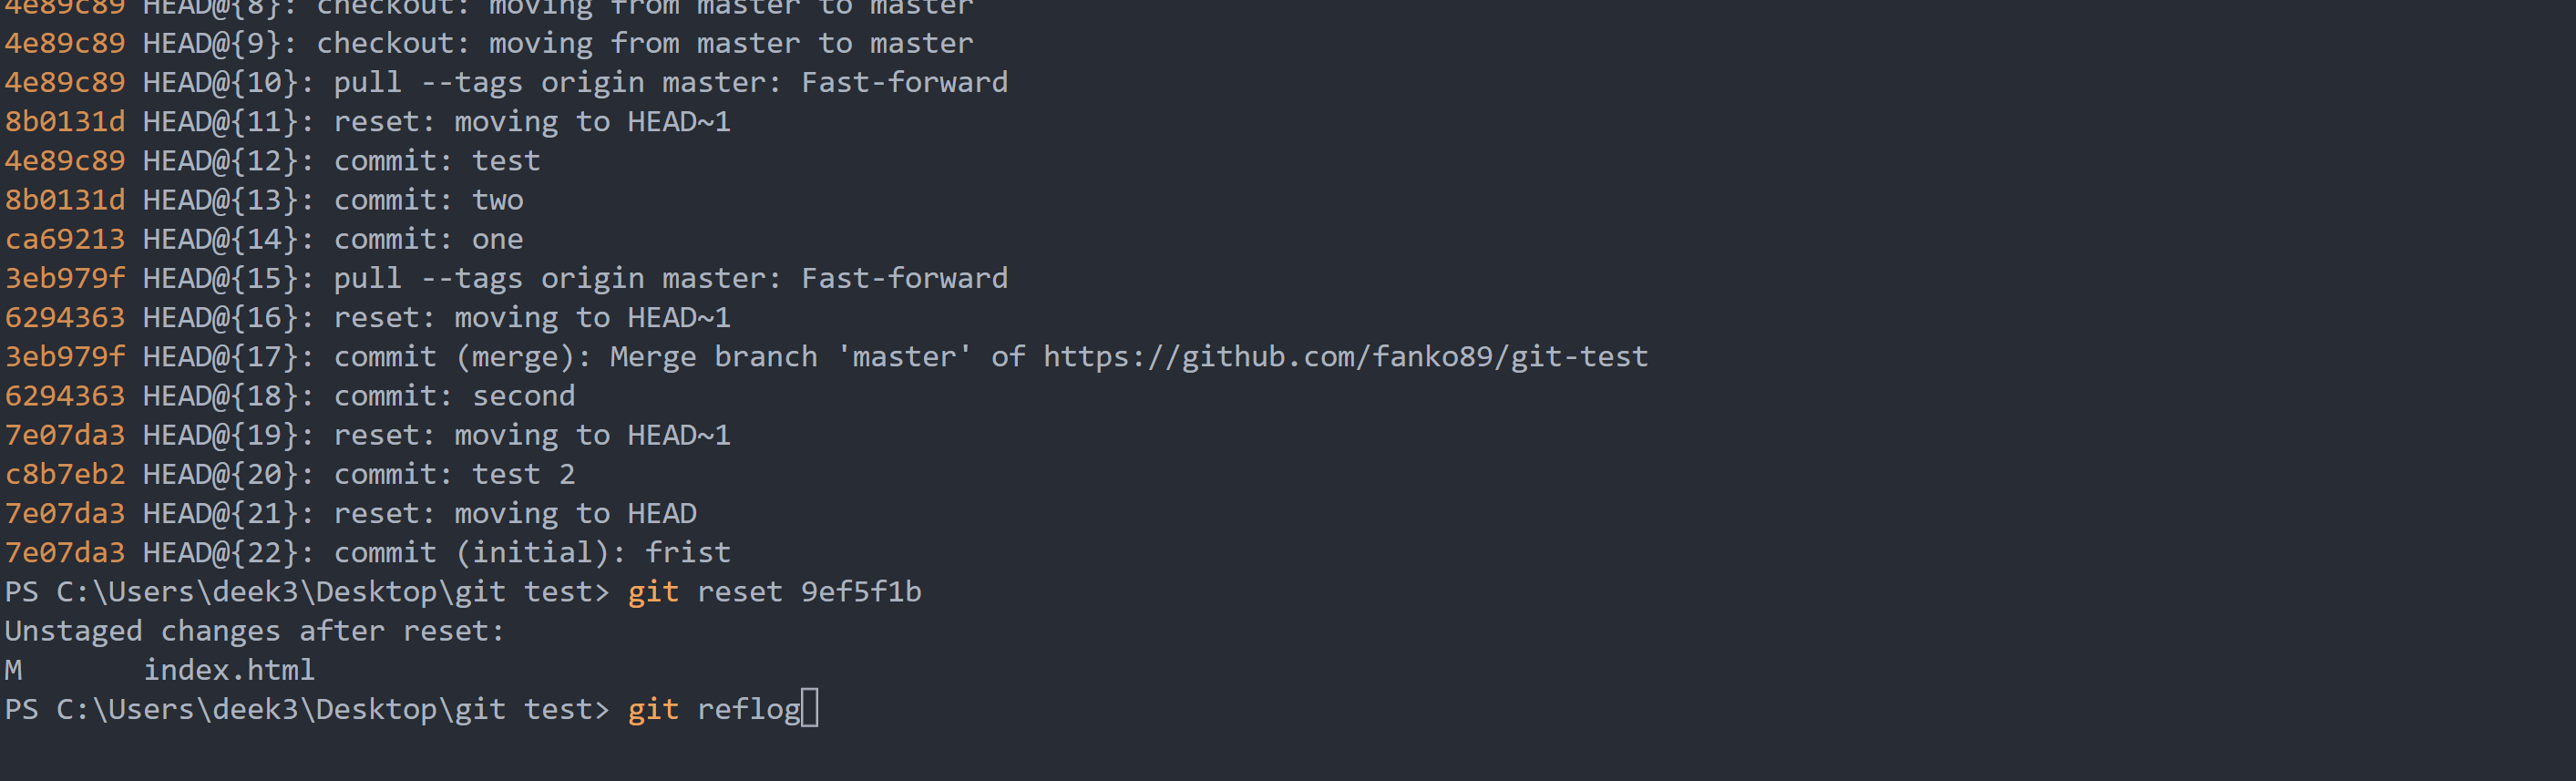 4e89c89 HEAD@{8}: checkout: moving from master to master
4e89c89 HEAD@{9}: checkout: moving from master to master
4e89c89 HEAD@{10}: pull --tags origin master: Fast-forward
8b0131d HEAD@{11}: reset: moving to HEAD~1
4e89c89 HEAD@{12}: commit: test
8b0131d HEAD@{13}: commit: two
ca69213 HEAD@{14}: commit: one
3eb979f HEAD@{15}: pull --tags origin master: Fast-forward
6294363 HEAD@{16}: reset: moving to HEAD~1
3eb979f HEAD@{17}: commit (merge): Merge branch 'master' of https://github.com/fanko89/git-test
6294363 HEAD@{18}: commit: second
7e07da3 HEAD@{19}: reset: moving to HEAD~1
c8b7eb2 HEAD@{20}: commit: test 2
7e07da3 HEAD@{21}: reset: moving to HEAD
7e07da3 HEAD@{22}: commit (initial): frist
PS C:\Users\deek3\Desktop\git test> git reset 9ef5f1b
Unstaged changes after reset:
M       index.html
PS C:\Users\deek3\Desktop\git test> git reflog